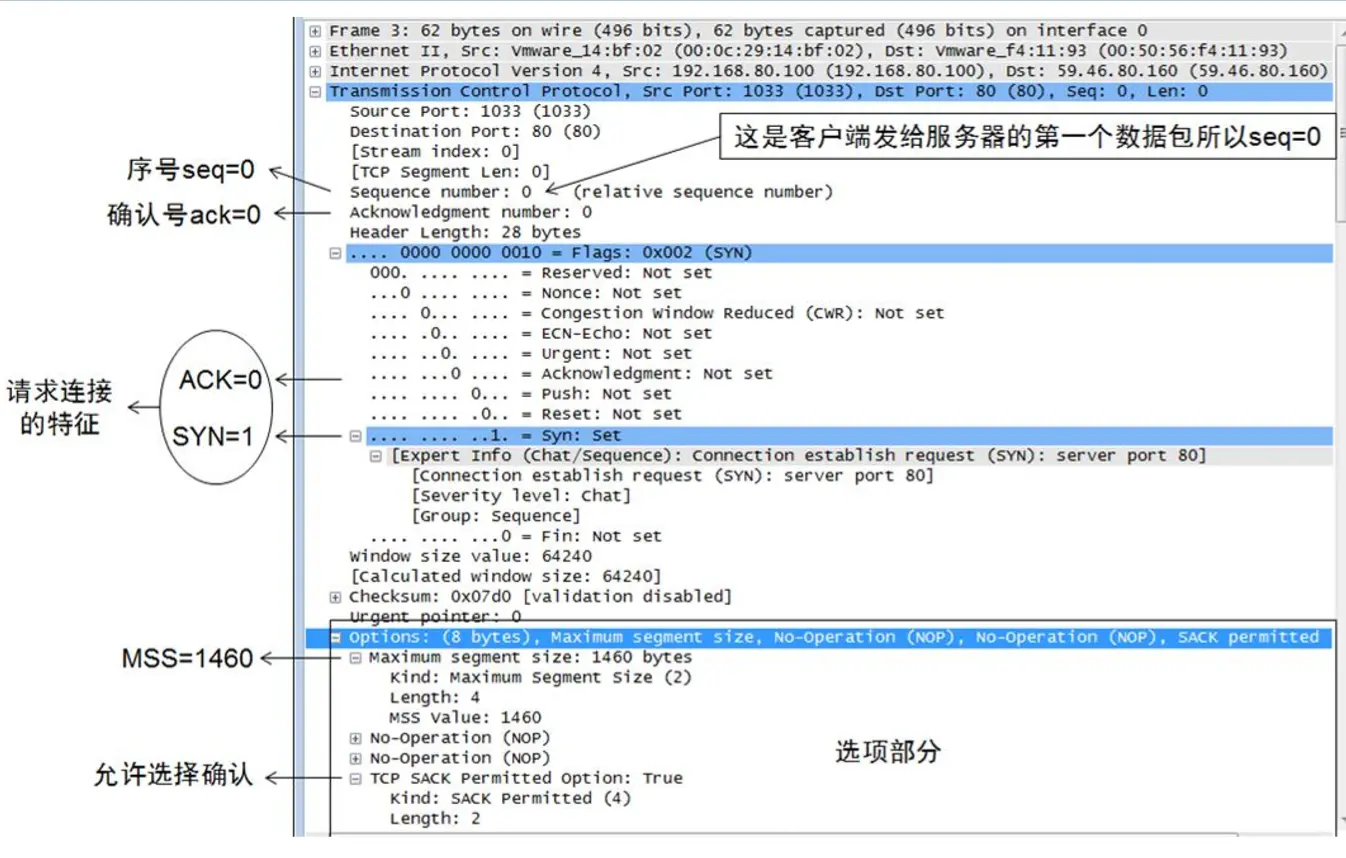 Frame 3: 62 bytes on wire (496 bits), 62 bytes captured (496 bits) on interface 0
Ethernet II, Src: Vmware_14:bf:02 (00:0c:29:14:bf:02), Dst: Vmware_f4:11:93 (00:50:56:f4:11:93)
Internet Protocol Version 4, Src: 192.168.80.100 (192.168.80.100), Dst: 59.46.80.160 (59.46.80.160)
Transmission Control Protocol, Src Port: 1033 (1033), Dst Port: 80 (80), Seq: 0, Len: 0
Source Port: 1033 (1033)
Destination Port: 80 (80)
这是客户端发给服务器的第一个数据包所以seq=0
[Stream index: 0]
[TCP Segment Len: 0]
序号seq=0
Sequence number: 0 (relative sequence number)
确认号ack=0
Acknowledgment number: 0
Header Length: 28 bytes
.... 0000 0000 0010 = Flags: 0x002 (SYN)
000. .... .... = Reserved: Not set
...0 .... .... = Nonce: Not set
.... 0... .... = Congestion Window Reduced (CWR): Not set
.... .0.. .... = ECN-Echo: Not set
.... ..0. .... = Urgent: Not set
请求连接
的特征
ACK=0
.... ...0 .... = Acknowledgment: Not set
.... .... 0... = Push: Not set
.... .... .0.. = Reset: Not set
SYN=1
.... .... ..1. = Syn: Set
[Expert Info (Chat/Sequence): Connection establish request (SYN): server port 80]
[Connection establish request (SYN): server port 80]
[Severity level: Chat]
[Group: Sequence]
.... .... ...0 = Fin: Not set
Window size value: 64240
[Calculated window size: 64240]
Checksum: 0x07d0 [validation disabled]
Urgent pointer: 0
Options: (8 bytes), Maximum segment size, No-Operation (NOP), No-Operation (NOP), SACK permitted
MSS=1460
Maximum segment size: 1460 bytes
Kind: Maximum Segment Size (2)
Length: 4
MSS Value: 1460
No-Operation (NOP)
选项部分
No-Operation (NOP)
允许选择确认
TCP SACK Permitted Option: True
Kind: SACK Permitted (4)
Length: 2